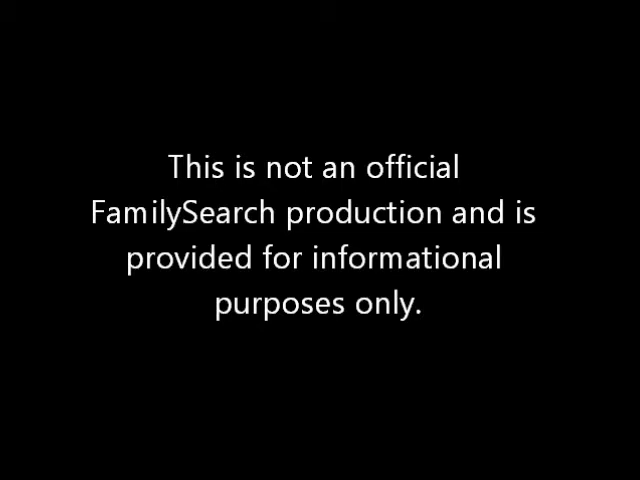 This is not an official
FamilySearch production and is
provided for informational
purposes only.